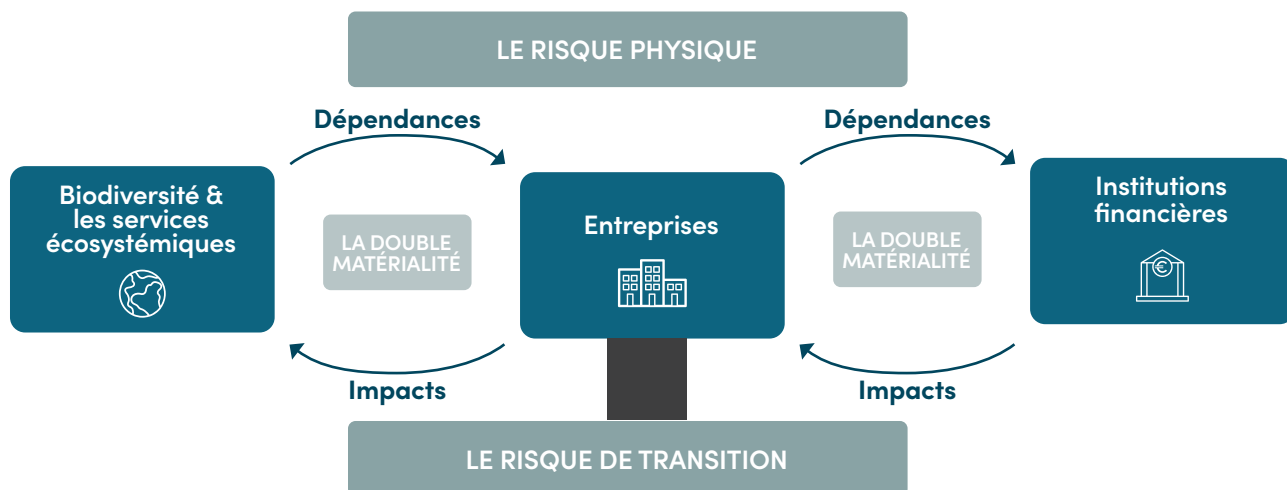 LE RISQUE PHYSIQUE
Dépendances
Dépendances
Biodiversité &
les services
écosystémiques
LA DOUBLE
MATÉRIALITÉ
Entreprises
LA DOUBLE
MATÉRIALITÉ
Institutions
financières
€
Impacts
Impacts
LE RISQUE DE TRANSITION